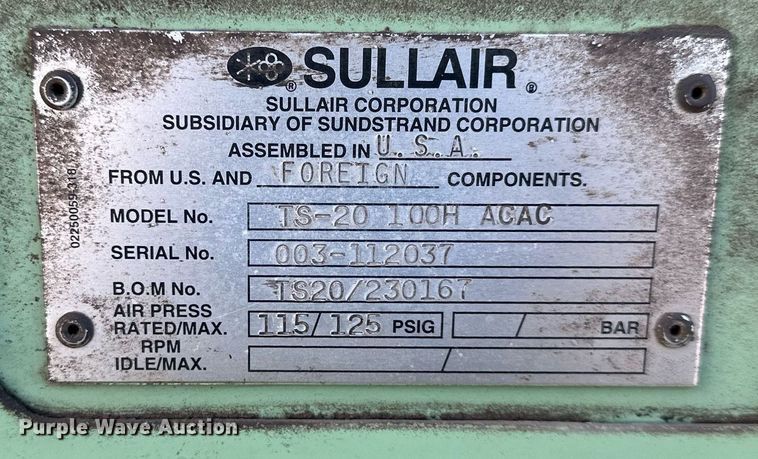 ® SULLAIR ®
SULLAIR CORPORATION
SUBSIDIARY OF SUNDSTRAND CORPORATION
ASSEMBLED IN U.S.A.
FROM U.S. AND FOREIGN COMPONENTS.
MODEL No. TS-20 100H ACAC
SERIAL No. 003-112037
B.O.M No. TS20/230167
AIR PRESS
RATED/MAX. 115/125 PSIG / BAR
RPM
IDLE/MAX. /
Purple Wave Auction